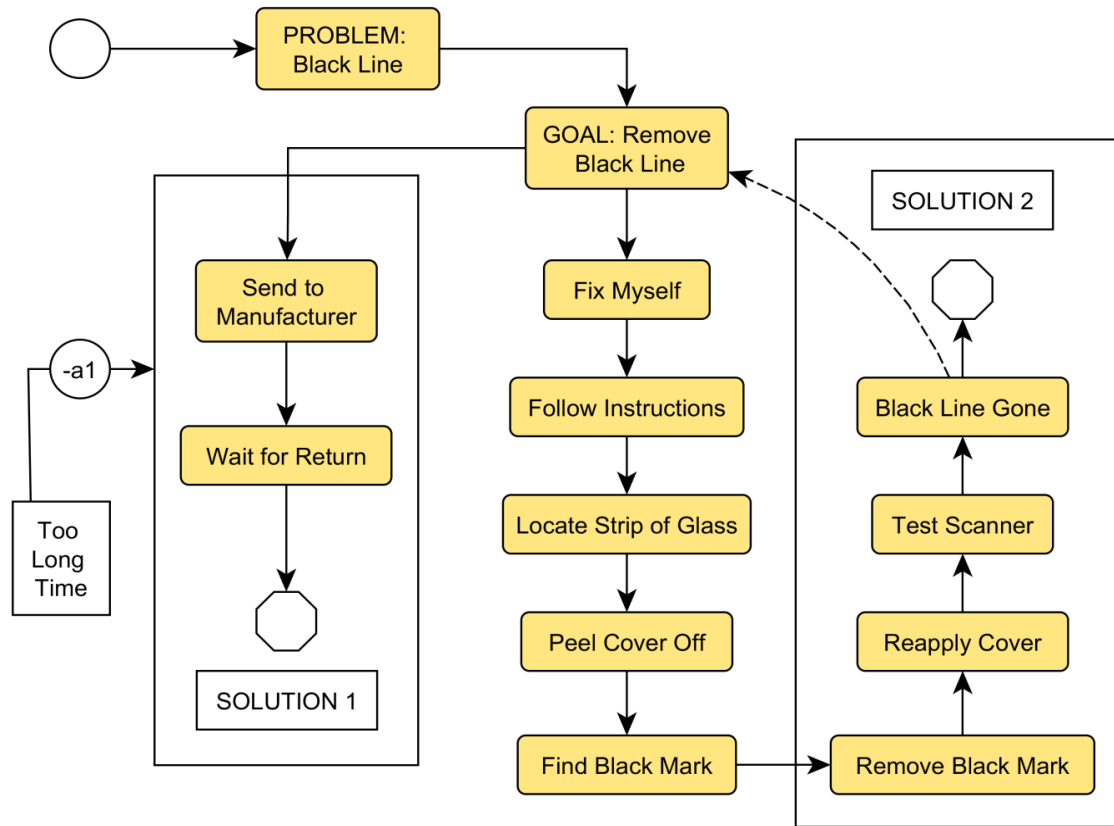 PROBLEM:
Black Line
GOAL: Remove
Black Line
SOLUTION 2
Send to
Manufacturer
Fix Myself
-a1
Follow Instructions
Black Line Gone
Wait for Return
Too
Long
Time
Locate Strip of Glass
Test Scanner
Peel Cover Off
Reapply Cover
SOLUTION 1
Find Black Mark
Remove Black Mark